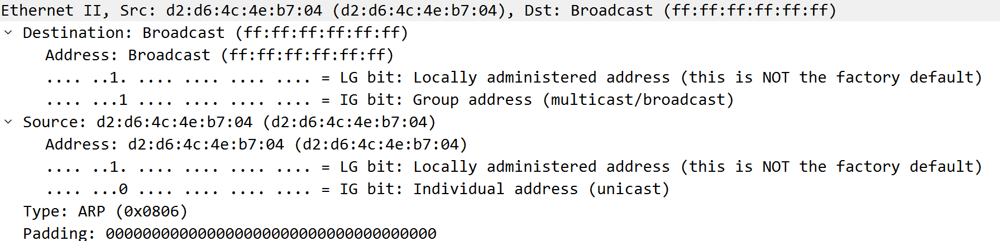 Ethernet II, Src: d2:d6:4c:4e:b7:04 (d2:d6:4c:4e:b7:04), Dst: Broadcast (ff:ff:ff:ff:ff:ff)
Destination: Broadcast (ff:ff:ff:ff:ff:ff)
Address: Broadcast (ff:ff:ff:ff:ff:ff)
.... ..1. .... .... .... .... = LG bit: Locally administered address (this is NOT the factory default)
.... ...1 .... .... .... .... = IG bit: Group address (multicast/broadcast)
Source: d2:d6:4c:4e:b7:04 (d2:d6:4c:4e:b7:04)
Address: d2:d6:4c:4e:b7:04 (d2:d6:4c:4e:b7:04)
.... ..1. .... .... .... .... = LG bit: Locally administered address (this is NOT the factory default)
.... ...0 .... .... .... .... = IG bit: Individual address (unicast)
Type: ARP (0x0806)
Padding: 000000000000000000000000000000000000